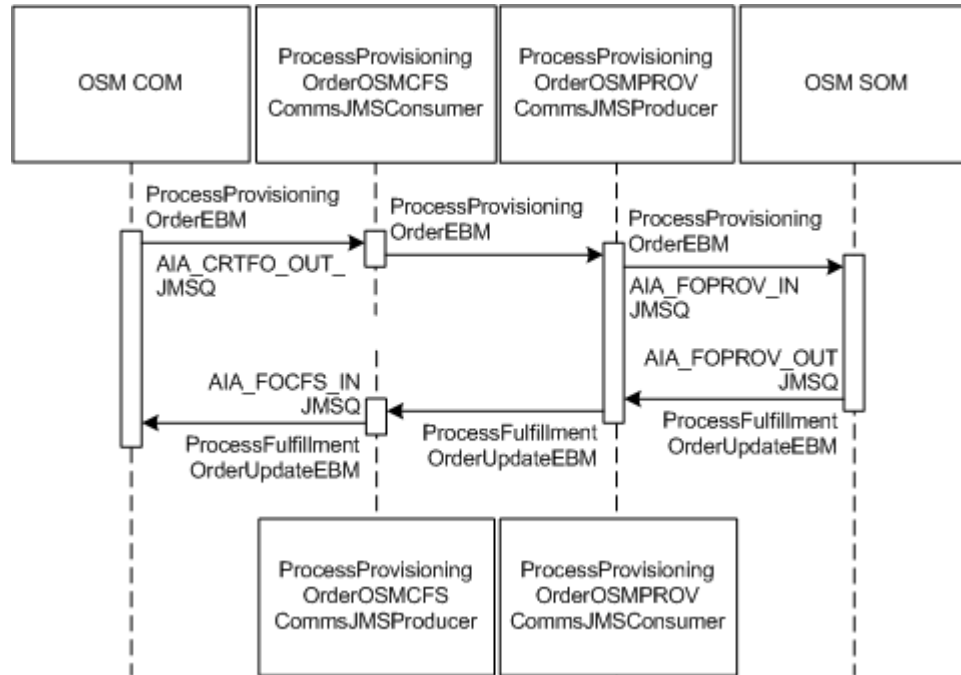 OSM COM
ProcessProvisioning
OrderOSMCFS
CommsJMSConsumer
ProcessProvisioning
OrderOSMPROV
CommsJMSProducer
OSM SOM
ProcessProvisioning
OrderEBM
AIA_CRTFO_OUT_
JMSQ
ProcessProvisioning
OrderEBM
ProcessProvisioning
OrderEBM
AIA_FOPROV_IN
JMSQ
AIA_FOPROV_OUT
JMSQ
AIA_FOCFS_IN
JMSQ
ProcessFulfillment
OrderUpdateEBM
ProcessFulfillment
OrderUpdateEBM
ProcessFulfillment
OrderUpdateEBM
ProcessProvisioning
OrderOSMCFS
CommsJMSProducer
ProcessProvisioning
OrderOSMPROV
CommsJMSConsumer